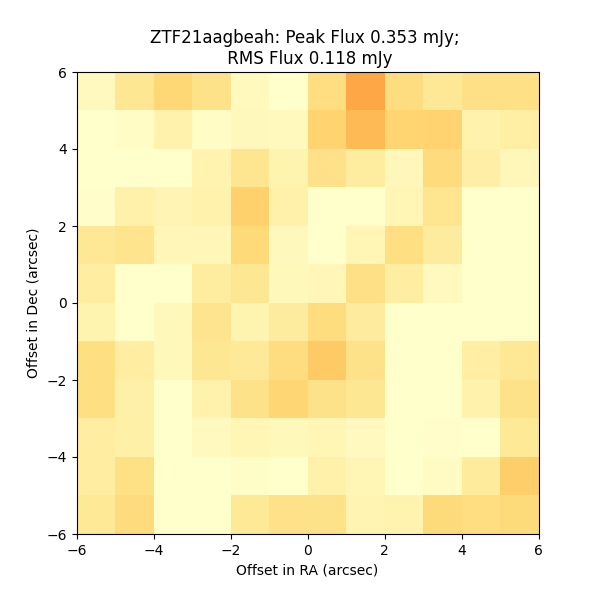 ZTF21aagbeah: Peak Flux 0.353 mJy;
RMS Flux 0.118 mJy
6
4
2
0
−2
−4
−6
Offset in Dec (arcsec)
−6 −4 −2 0 2 4 6
Offset in RA (arcsec)